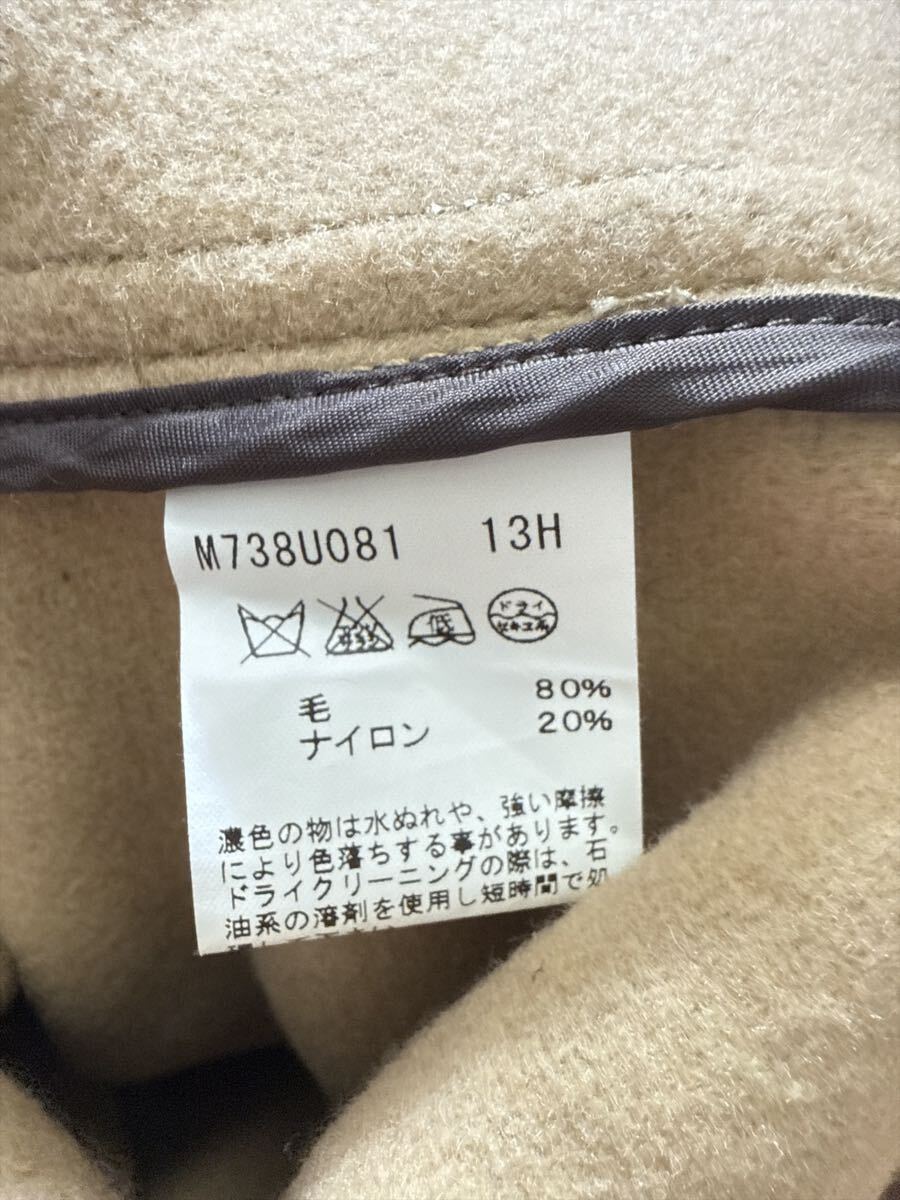 M738U081 13H
低 ドライ セキユ系
毛 80%
ナイロン 20%
濃色の物は水ぬれや、強い摩擦
により色落ちする事があります。
ドライクリーニングの際は、石
油系の溶剤を使用し短時間で処